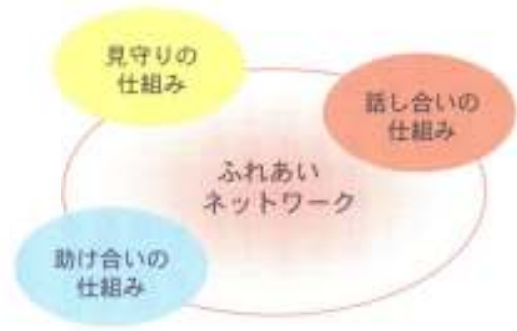 見守りの
仕組み
話し合いの
仕組み
ふれあい
ネットワーク
助け合いの
仕組み